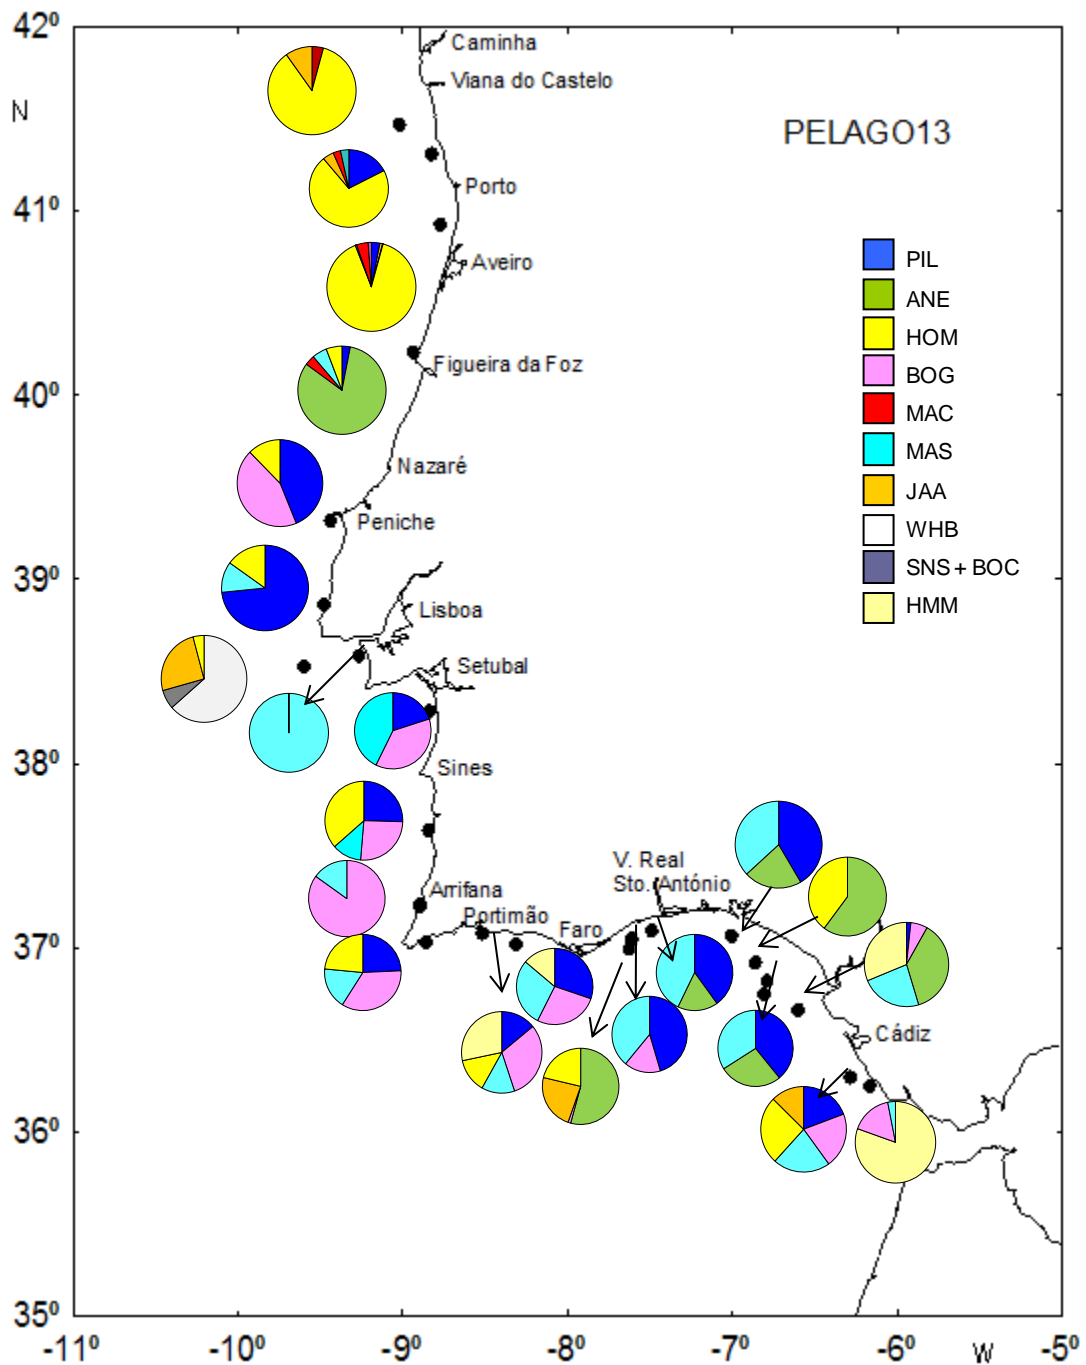 42⁰
Caminha
Viana do Castelo
N
PELAGO13
41⁰
Porto
Aveiro
PIL
ANE
HOM
BOG
MAC
MAS
JAA
WHB
SNS + BOC
HMM
Figueira da Foz
40⁰
Nazaré
Peniche
39⁰
Lisboa
Setubal
38⁰
Sines
V. Real
Sto. António
Arrifana
Portimão
Faro
37⁰
Cádiz
36⁰
35⁰
-11⁰ -10⁰ -9⁰ -8⁰ -7⁰ -6⁰ W -5⁰